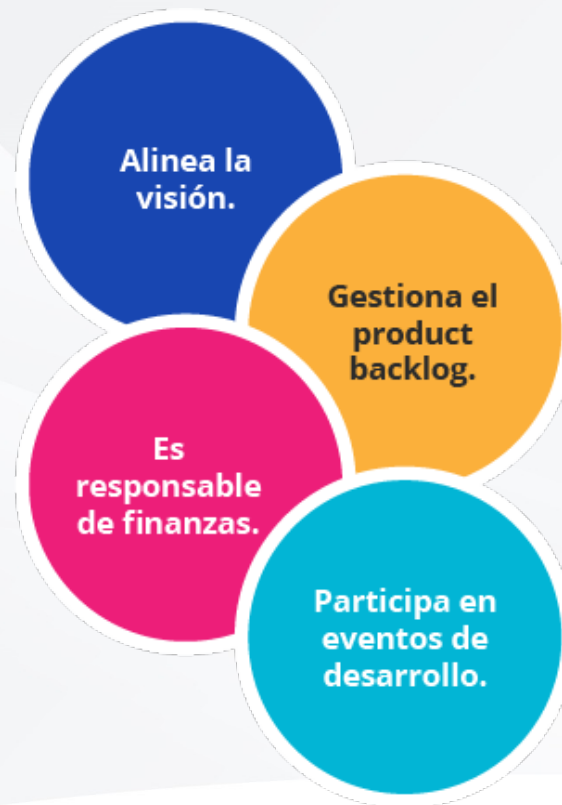 Alinea la
visión.
Gestiona el
product
backlog.
Es
responsable
de finanzas.
Participa en
eventos de
desarrollo.